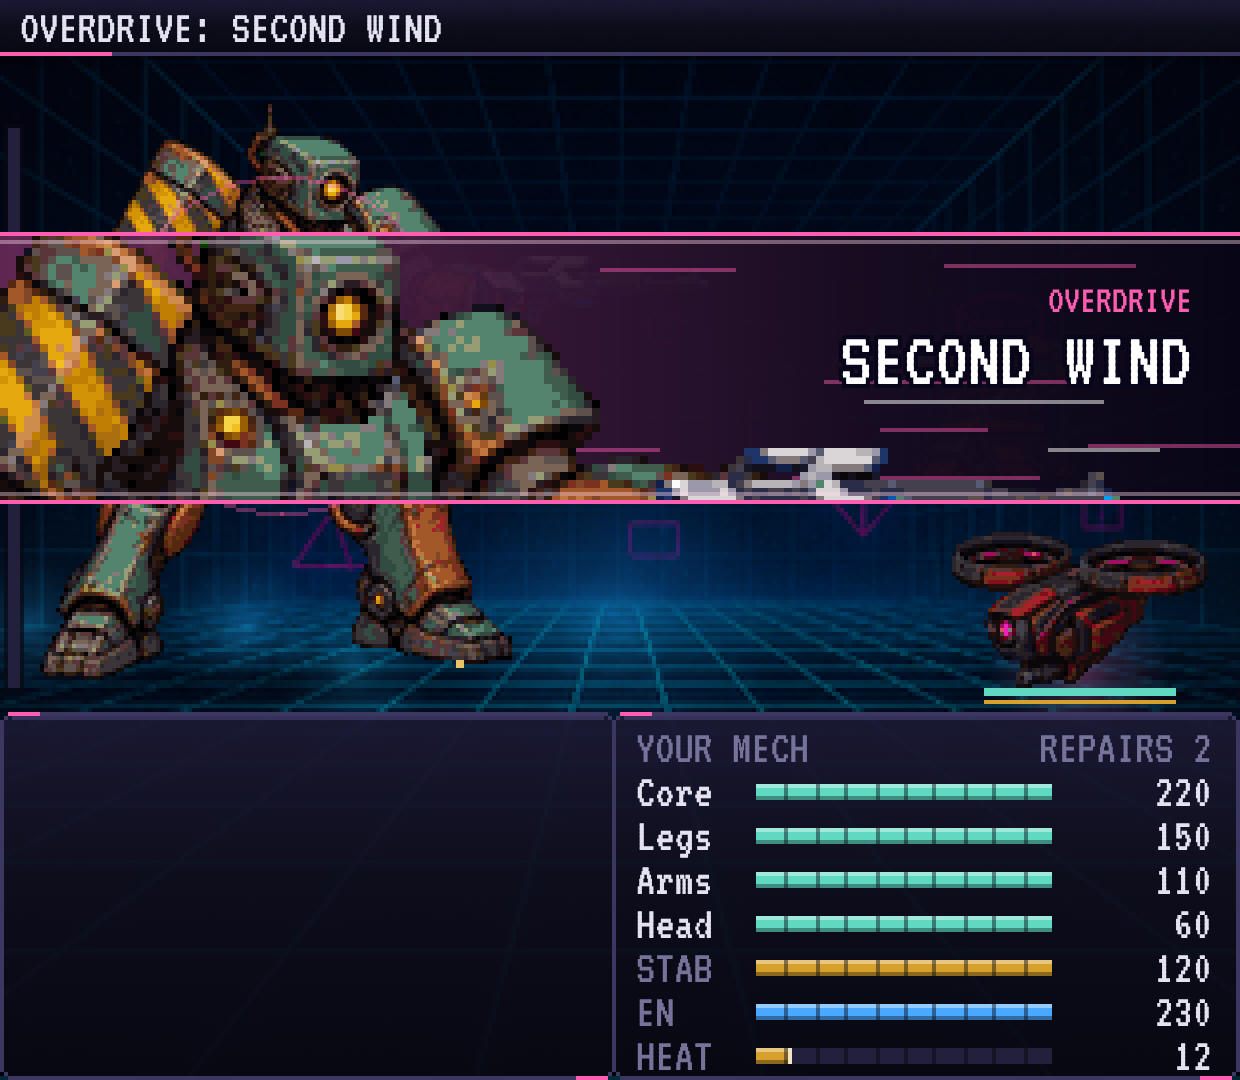 OVERDRIVE: SECOND WIND
OVERDRIVE
SECOND WIND
YOUR MECH REPAIRS 2
Core 220
Legs 150
Arms 110
Head 60
STAB 120
EN 230
HEAT 12